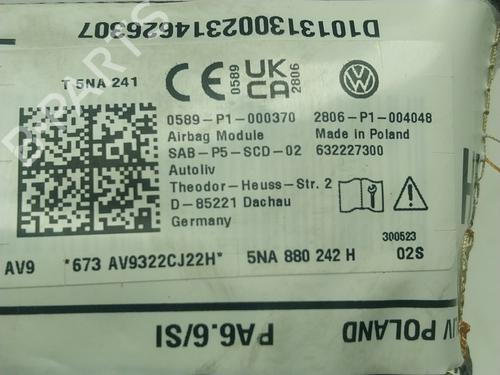 D101313002314626307
T 5NA 241
CE 0589 UK CA 2806
0589-P1-000370 2806-P1-004048
Airbag Module Made in Poland
SAB-P5-SCD-02 632227300
Autoliv
Theodor-Heuss-Str. 2
D-85221 Dachau
Germany
300523
AV9 *673 AV9322CJ22H* 5NA 880 242 H 02S
PA6.6/SI
POLAND